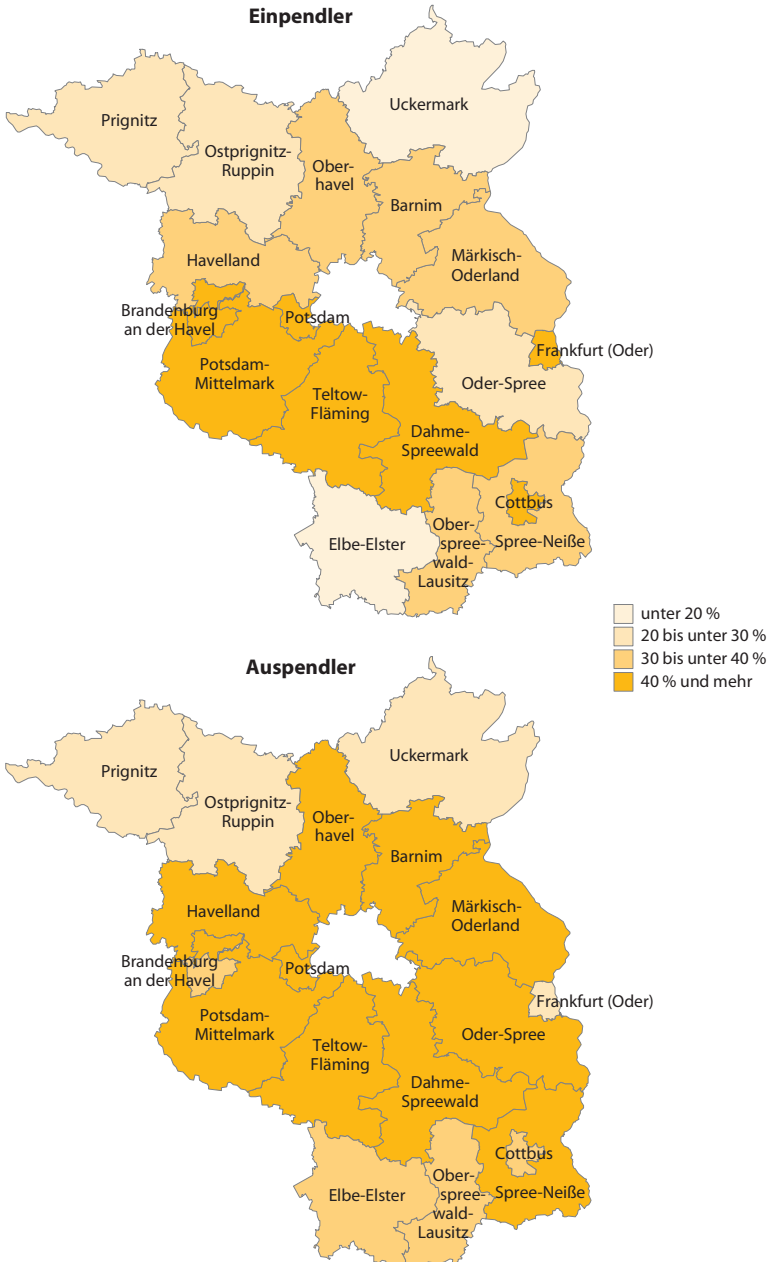 Einpendler
Uckermark
Prignitz
Ostprignitz-
Ruppin
Ober-
havel
Barnim
Havelland
Märkisch-
Oderland
Brandenburg
an der Havel
Potsdam
Frankfurt (Oder)
Potsdam-
Mittelmark
Oder-Spree
Teltow-
Fläming
Dahme-
Spreewald
Cottbus
Ober-
spree-
wald-
Lausitz
Spree-Neiße
Elbe-Elster
unter 20 %
20 bis unter 30 %
30 bis unter 40 %
40 % und mehr
Auspendler
Uckermark
Prignitz
Ostprignitz-
Ruppin
Ober-
havel
Barnim
Havelland
Märkisch-
Oderland
Brandenburg
an der Havel
Potsdam
Frankfurt (Oder)
Potsdam-
Mittelmark
Oder-Spree
Teltow-
Fläming
Dahme-
Spreewald
Cottbus
Ober-
spree-
wald-
Lausitz
Spree-Neiße
Elbe-Elster